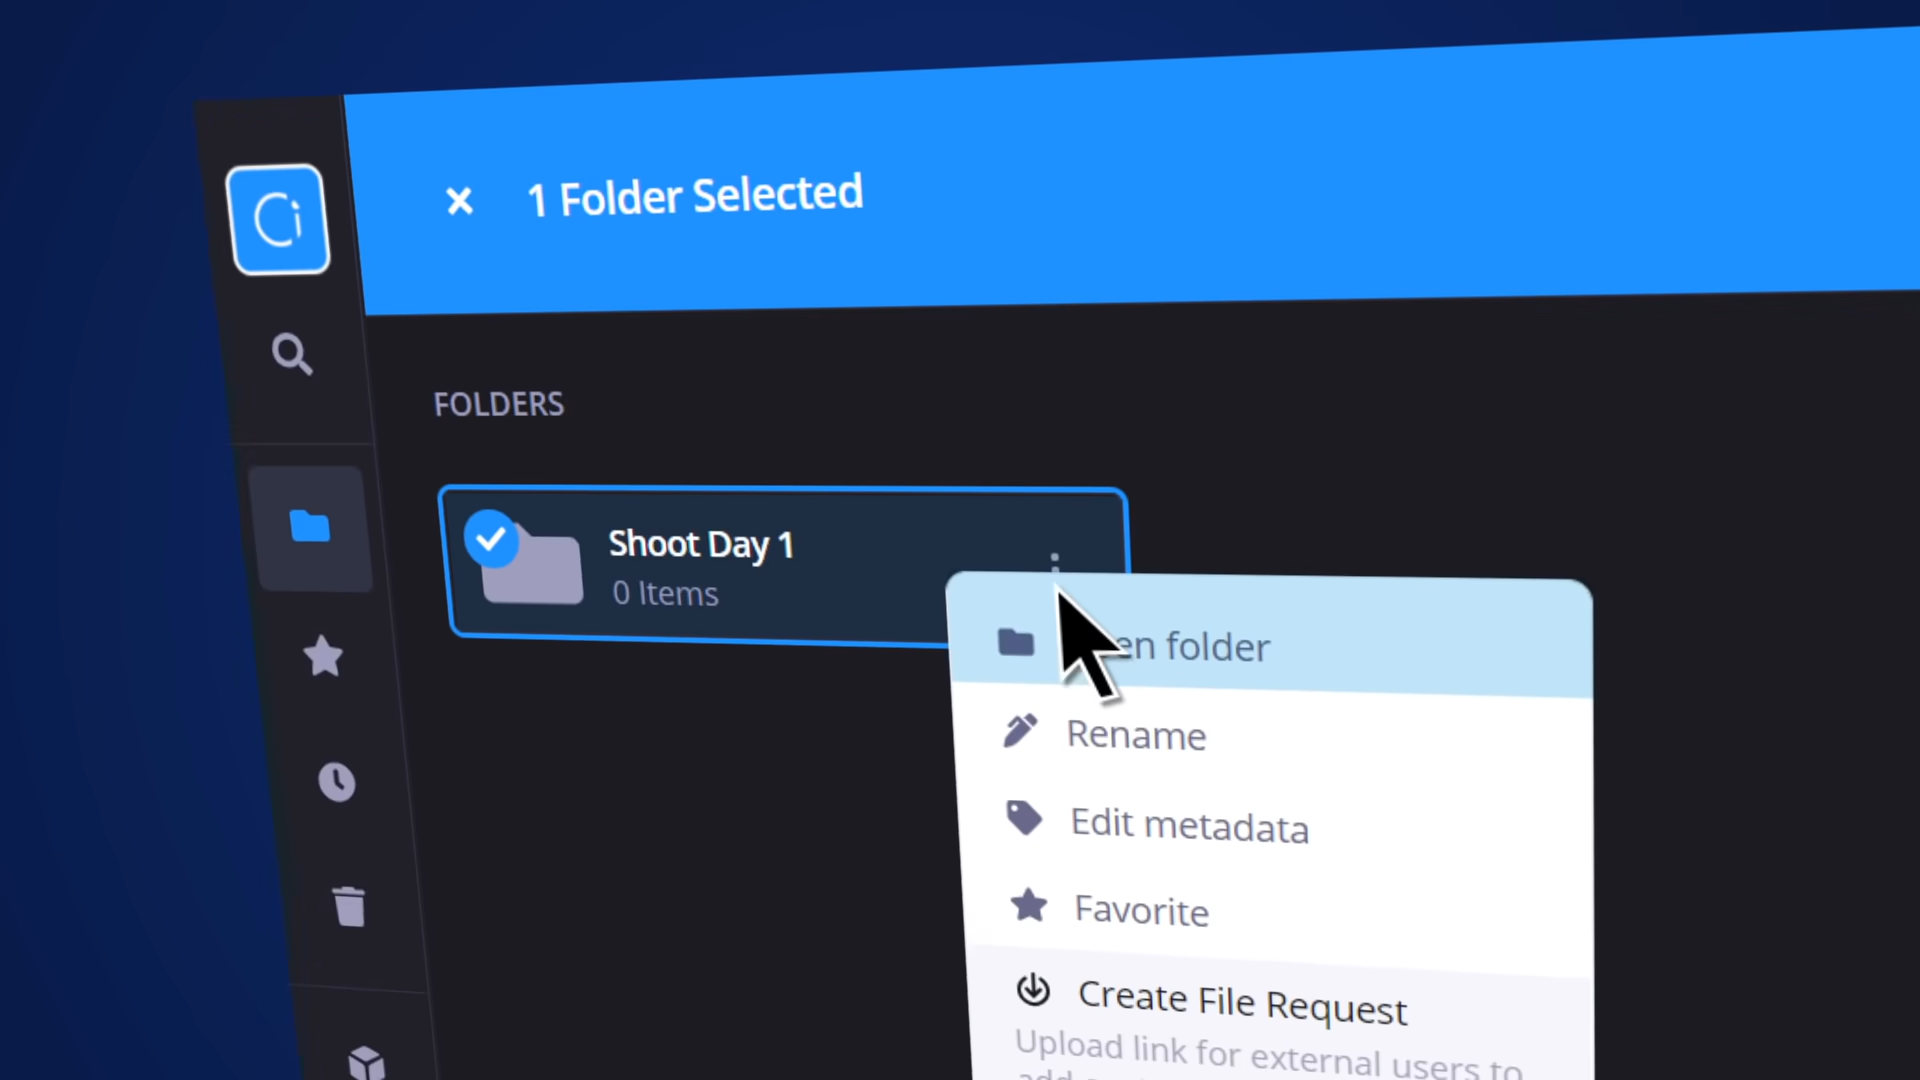 Ci
1 Folder Selected
FOLDERS
Shoot Day 1
0 Items
folder
Rename
Edit metadata
Favorite
Create File Request
Upload link for external users to